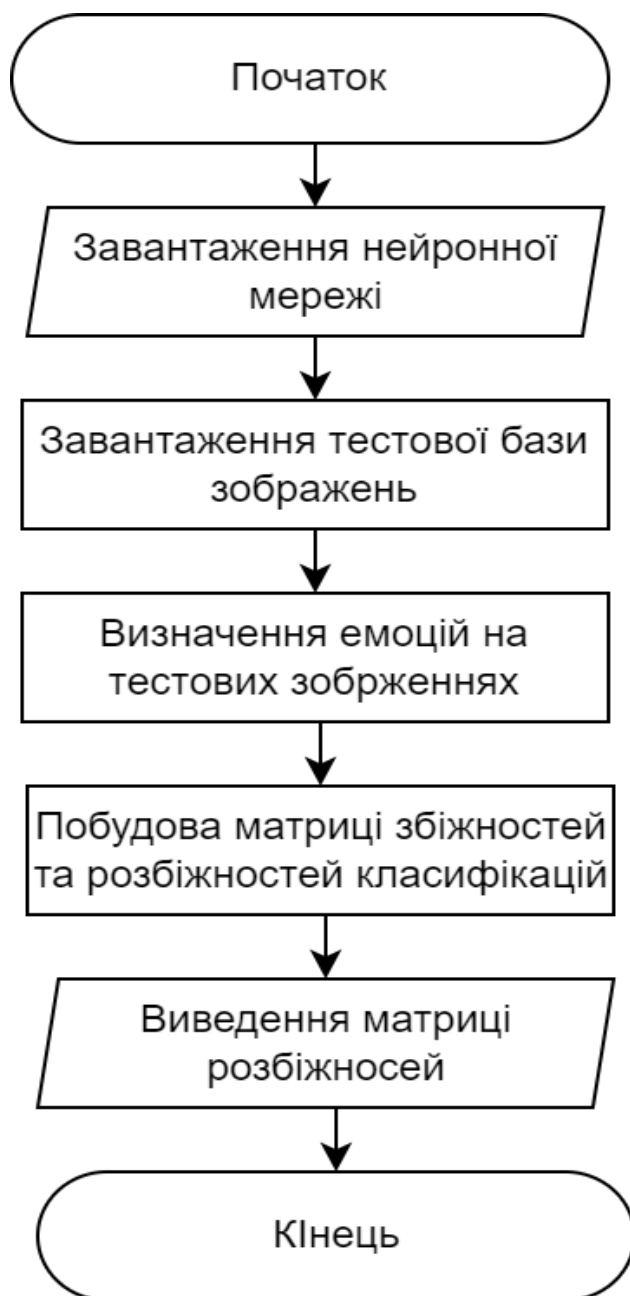 Початок
Завантаження нейронної
мережі
Завантаження тестової бази
зображень
Визначення емоцій на
тестових зобрженнях
Побудова матриці збіжностей
та розбіжностей класифікацій
Виведення матриці
розбіжносей
КІнець